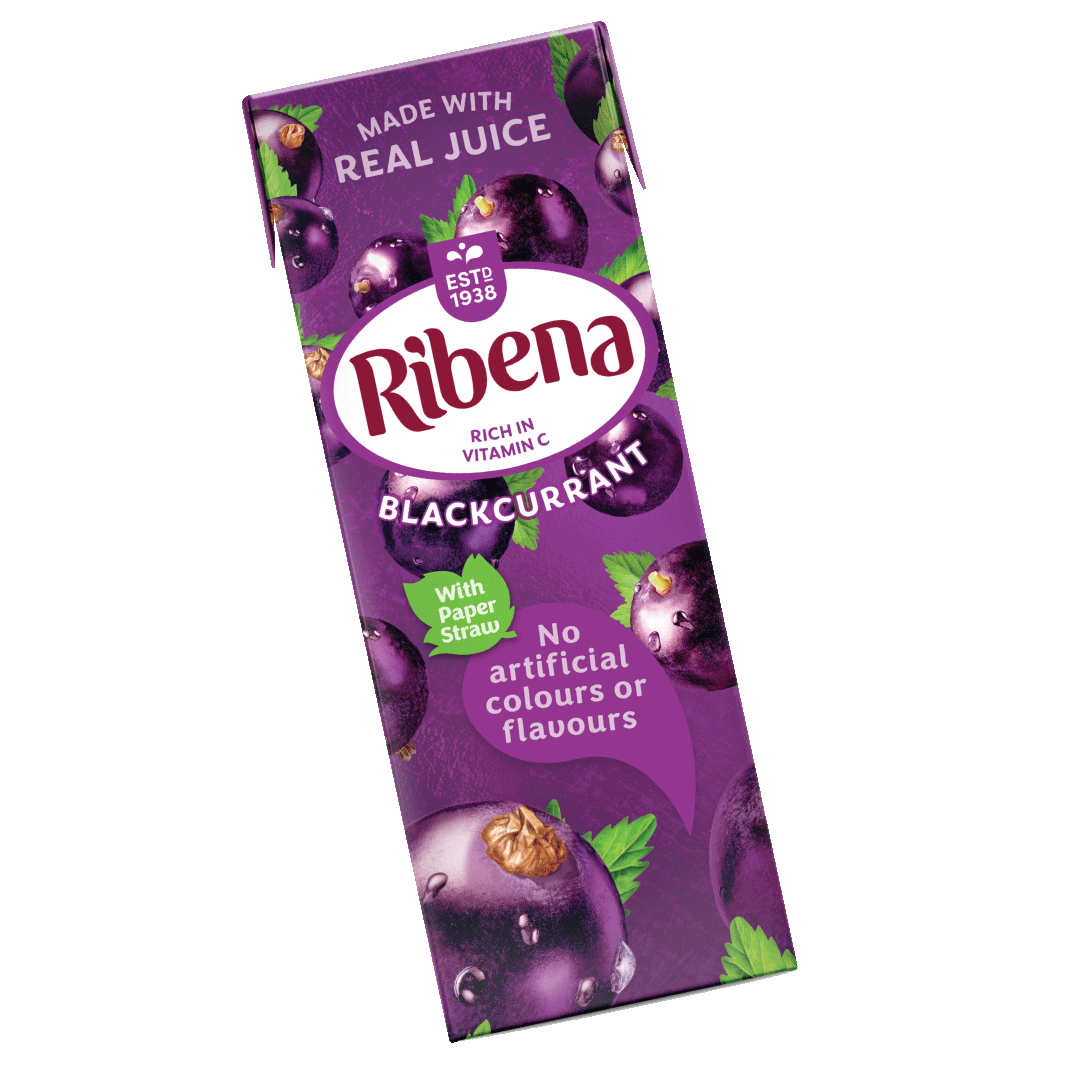 MADE WITH
REAL JUICE
ESTD
1938
Ribena
RICH IN
VITAMIN C
BLACKCURRANT
With
Paper
Straw
No
artificial
colours or
flavours